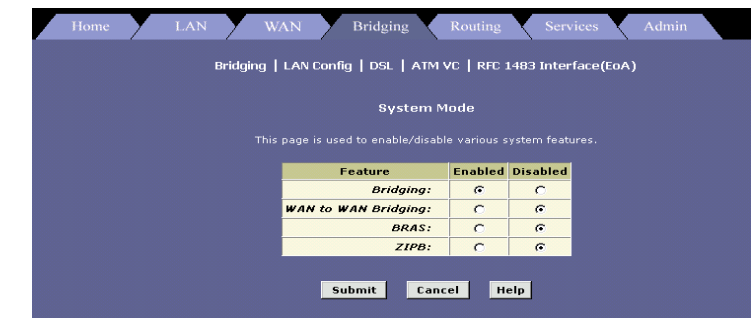 Home LAN WAN Bridging Routing Services Admin
Bridging | LAN Config | DSL | ATM VC | RFC 1483 Interface(EoA)
System Mode
This page is used to enable/disable various system features.
Feature Enabled Disabled
Bridging:
WAN to WAN Bridging:
BRAS:
ZIPB:
Submit Cancel Help